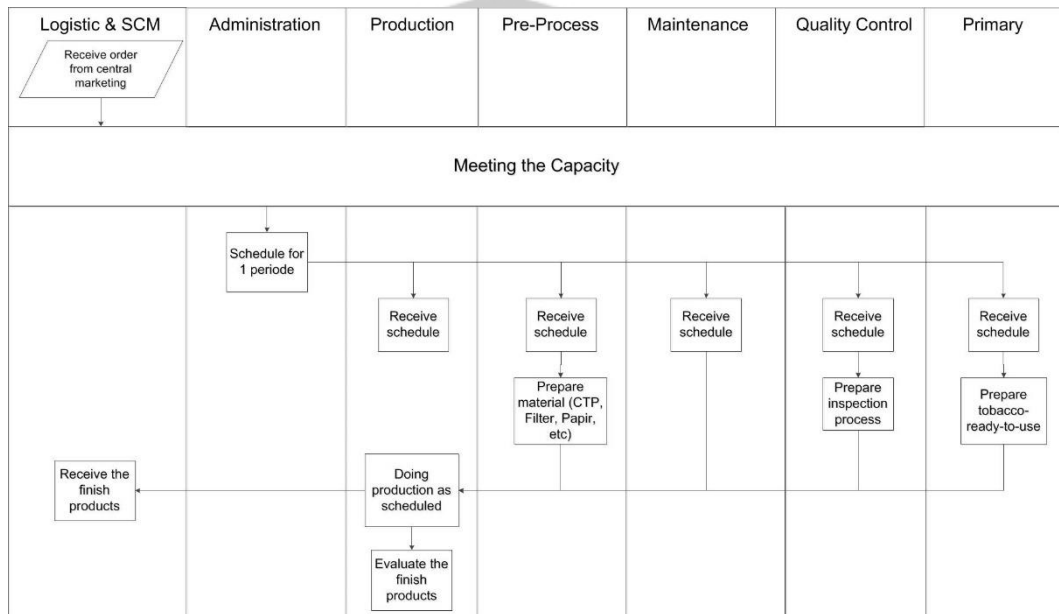 Logistic & SCM
Administration
Production
Pre-Process
Maintenance
Quality Control
Primary
Receive order
from central
marketing
Meeting the Capacity
Schedule for
1 periode
Receive
schedule
Receive
schedule
Receive
schedule
Receive
schedule
Receive
schedule
Prepare
material (CTP,
Filter, Papir,
etc)
Prepare
inspection
process
Prepare
tobacco-
ready-to-use
Receive the
finish
products
Doing
production as
scheduled
Evaluate the
finish products